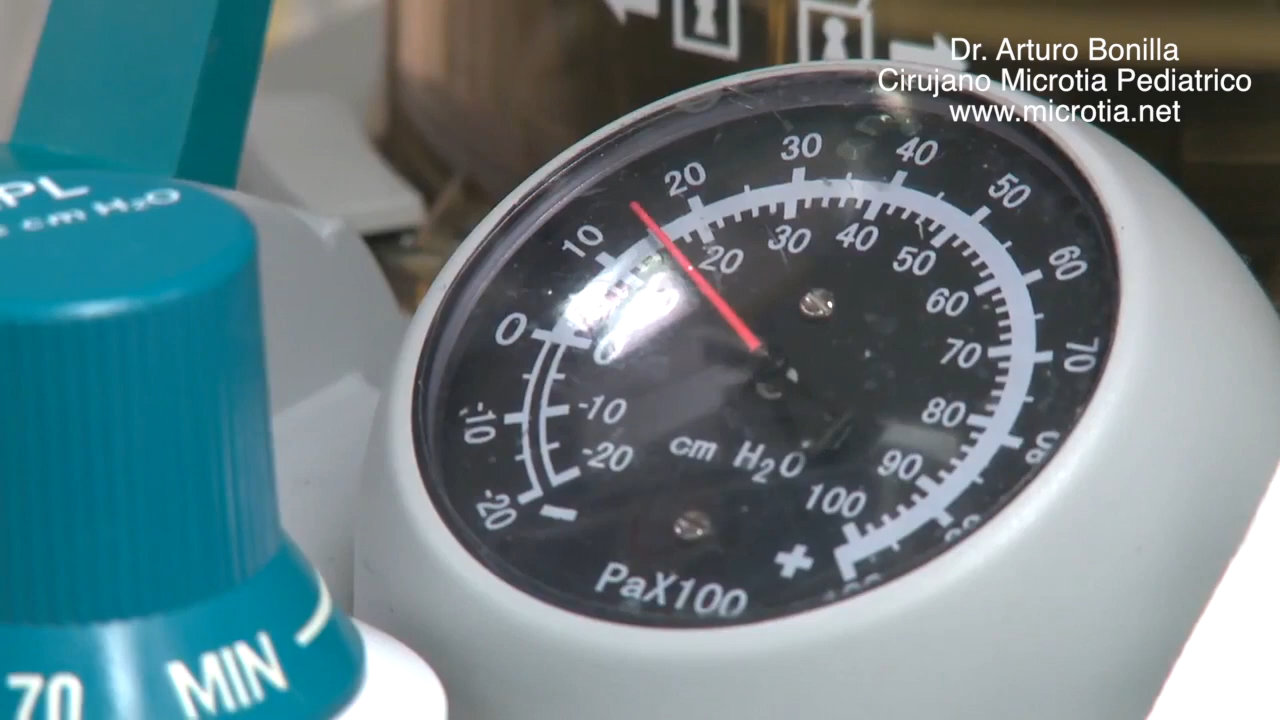 Dr. Arturo Bonilla
Cirujano Microtia Pediatrico
www.microtia.net
PL
cm H₂O
-20
-10
0
10
20
30
40
50
60
70
0
20
30
40
50
60
70
80
90
100
-10
-20
cm H₂O
PaX100
70
MIN